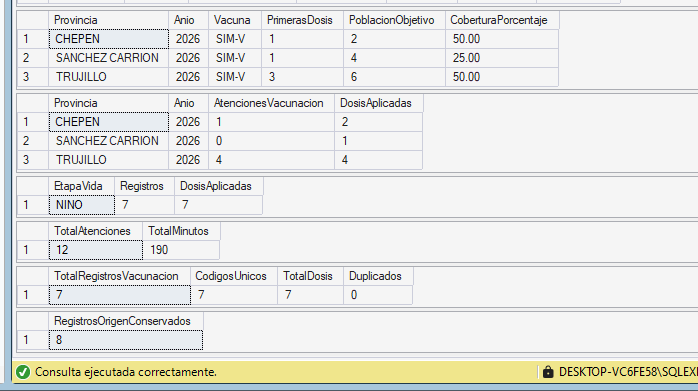 Provincia Anio Vacuna PrimerasDosis PoblacionObjetivo CoberturaPorcentaje
1 CHEPEN 2026 SIM-V 1 2 50.00
2 SANCHEZ CARRION 2026 SIM-V 1 4 25.00
3 TRUJILLO 2026 SIM-V 3 6 50.00
Provincia Anio AtencionesVacunacion DosisAplicadas
1 CHEPEN 2026 1 2
2 SANCHEZ CARRION 2026 0 1
3 TRUJILLO 2026 4 4
EtapaVida Registros DosisAplicadas
1 NINO 7 7
TotalAtenciones TotalMinutos
1 12 190
TotalRegistrosVacunacion CodigosUnicos TotalDosis Duplicados
1 7 7 7 0
RegistrosOrigenConservados
1 8
Consulta ejecutada correctamente. DESKTOP-VC6FE58\SQLEX